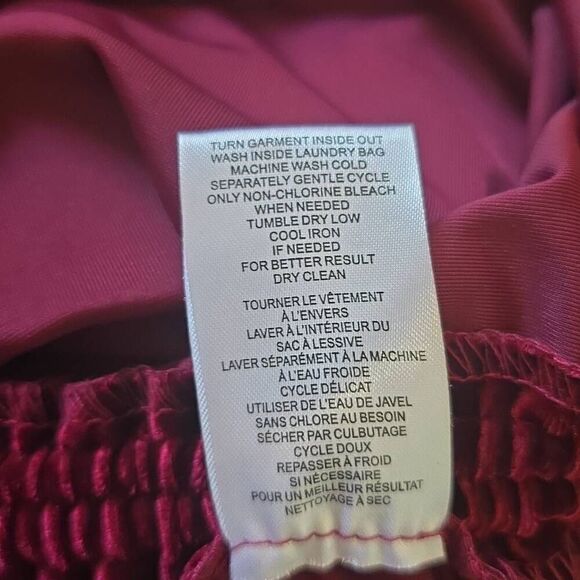 TURN GARMENT INSIDE OUT
WASH INSIDE LAUNDRY BAG
MACHINE WASH COLD
SEPARATELY GENTLE CYCLE
ONLY NON-CHLORINE BLEACH
WHEN NEEDED
TUMBLE DRY LOW
COOL IRON
IF NEEDED
FOR BETTER RESULT
DRY CLEAN
TOURNER LE VÊTEMENT
À L'ENVERS
LAVER À L'INTÉRIEUR DU
SAC À LESSIVE
LAVER SÉPARÉMENT À LA MACHINE
À L'EAU FROIDE
CYCLE DÉLICAT
UTILISER DE L'EAU DE JAVEL
SANS CHLORE AU BESOIN
SÉCHER PAR CULBUTAGE
CYCLE DOUX
REPASSER À FROID
SI NÉCESSAIRE
POUR UN MEILLEUR RÉSULTAT
NETTOYAGE À SEC